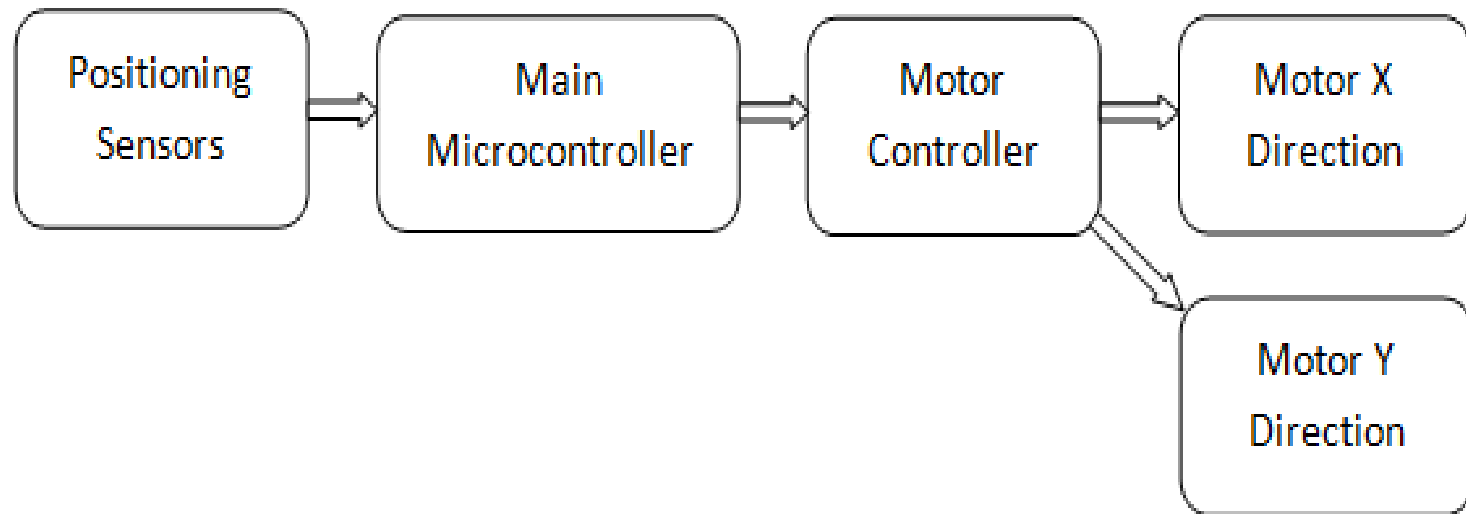 Positioning
Sensors
Main
Microcontroller
Motor
Controller
Motor X
Direction
Motor Y
Direction